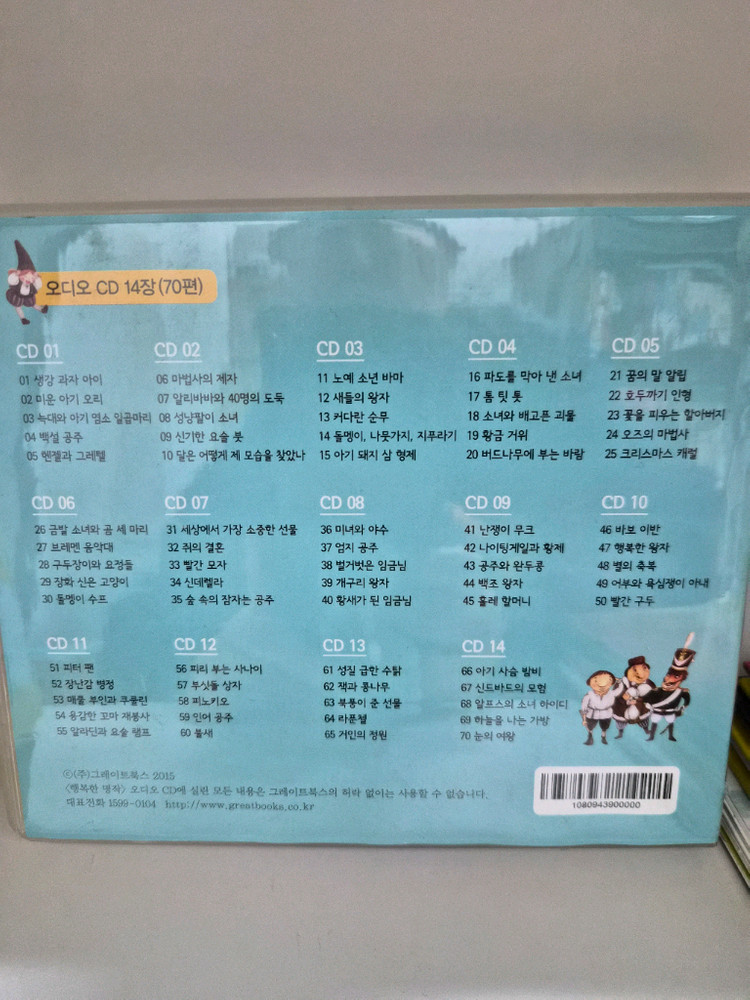 오디오 CD 14장(70편)
CD 01
01 생강 과자 아이
02 미운 아기 오리
03 늑대와 아기 염소 일곱마리
04 백설 공주
05 헨젤과 그레텔
CD 02
06 마법사의 제자
07 알리바바와 40명의 도둑
08 성냥팔이 소녀
09 신기한 요술 붓
10 달은 어떻게 제 모습을 찾았나
CD 03
11 노예 소년 바마
12 새들의 왕자
13 커다란 순무
14 돌멩이, 나뭇가지, 지푸라기
15 아기 돼지 삼 형제
CD 04
16 파도를 막아 낸 소녀
17 톰 팃 톳
18 소녀와 배고픈 괴물
19 황금 거위
20 버드나무에 부는 바람
CD 05
21 꿈의 말 알립
22 호두까기 인형
23 꽃을 피우는 할아버지
24 오즈의 마법사
25 크리스마스 캐럴
CD 06
26 금발 소녀와 곰 세 마리
27 브레멘 음악대
28 구두장이와 요정들
29 장화 신은 고양이
30 돌멩이 수프
CD 07
31 세상에서 가장 소중한 선물
32 쥐의 결혼
33 빨간 모자
34 신데렐라
35 숲 속의 잠자는 공주
CD 08
36 미녀와 야수
37 엄지 공주
38 벌거벗은 임금님
39 개구리 왕자
40 황새가 된 임금님
CD 09
41 난쟁이 무크
42 나이팅게일과 황제
43 공주와 완두콩
44 백조 왕자
45 홀레 할머니
CD 10
46 바보 이반
47 행복한 왕자
48 별의 축복
49 어부와 욕심쟁이 아내
50 빨간 구두
CD 11
51 피터 팬
52 장난감 병정
53 매물 부인과 쿠물린
54 용감한 꼬마 재봉사
55 알라딘과 요술 램프
CD 12
56 피리 부는 사나이
57 부싯돌 상자
58 피노키오
59 인어 공주
60 불새
CD 13
61 성질 급한 수탉
62 잭과 콩나무
63 북풍이 준 선물
64 라푼젤
65 거인의 정원
CD 14
66 아기 사슴 밤비
67 신드바드의 모험
68 알프스의 소녀 하이디
69 하늘을 나는 가방
70 눈의 여왕
ⓒ(주)그레이트북스 2015
〈행복한 명작〉 오디오 CD에 실린 모든 내용은 그레이트북스의 허락 없이는 사용할 수 없습니다.
대표전화 1599-0104 http://www.greatbooks.co.kr
1080943900000